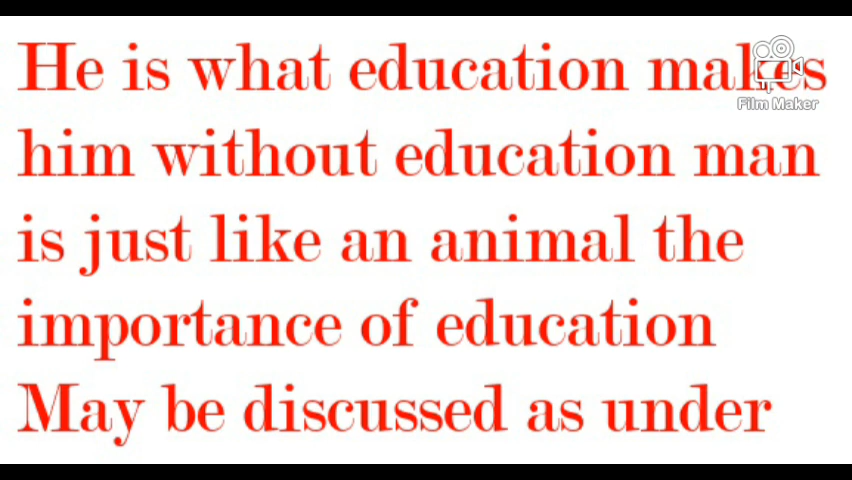 He is what education makes
Film Maker
him without education man
is just like an animal the
importance of education
May be discussed as under